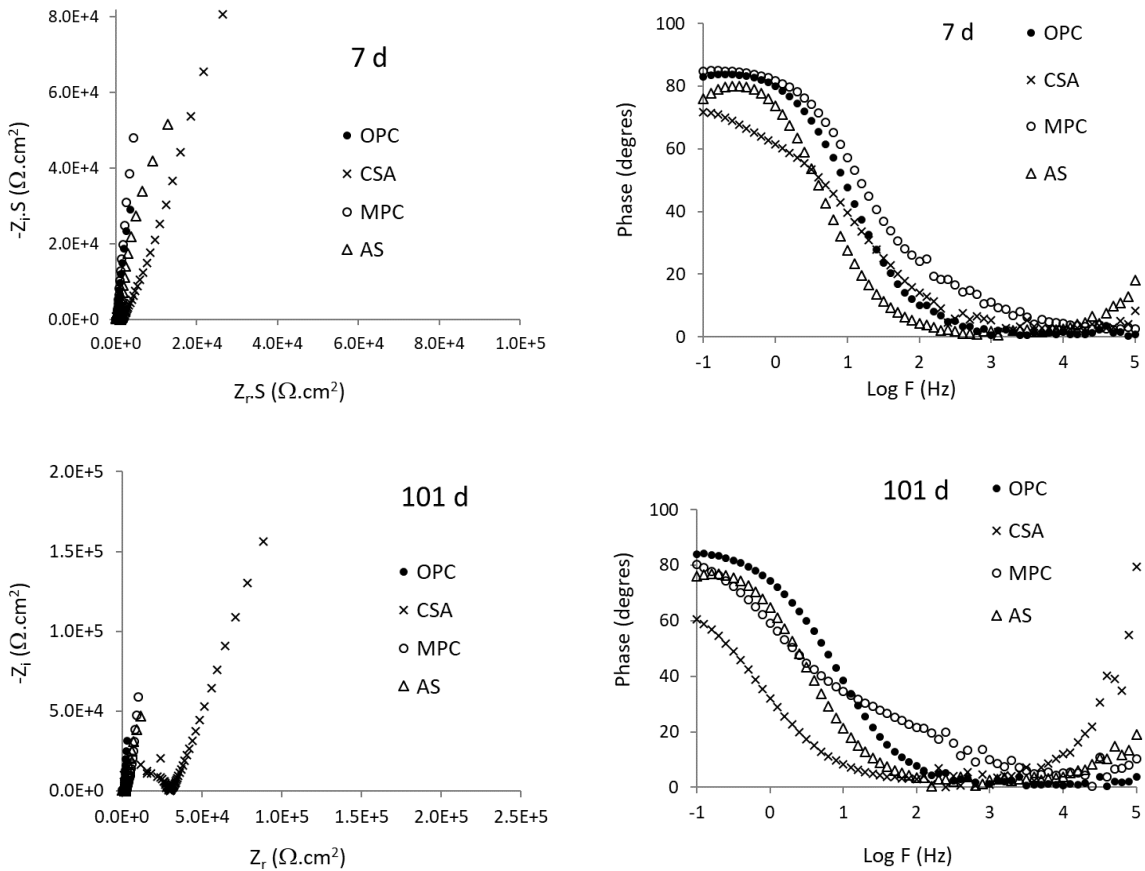 8.0E+4
6.0E+4
4.0E+4
2.0E+4
0.0E+0
-Zi.S (Ω.cm2)
7 d
OPC
CSA
MPC
AS
0.0E+0 2.0E+4 4.0E+4 6.0E+4 8.0E+4 1.0E+5
Zr.S (Ω.cm2)
100
80
60
40
20
0
Phase (degres)
7 d
OPC
CSA
MPC
AS
-1 0 1 2 3 4 5
Log F (Hz)
2.0E+5
1.5E+5
1.0E+5
5.0E+4
0.0E+0
-Zi (Ω.cm2)
101 d
OPC
CSA
MPC
AS
0.0E+0 5.0E+4 1.0E+5 1.5E+5 2.0E+5 2.5E+5
Zr (Ω.cm2)
100
80
60
40
20
0
Phase (degres)
101 d
OPC
CSA
MPC
AS
-1 0 1 2 3 4 5
Log F (Hz)